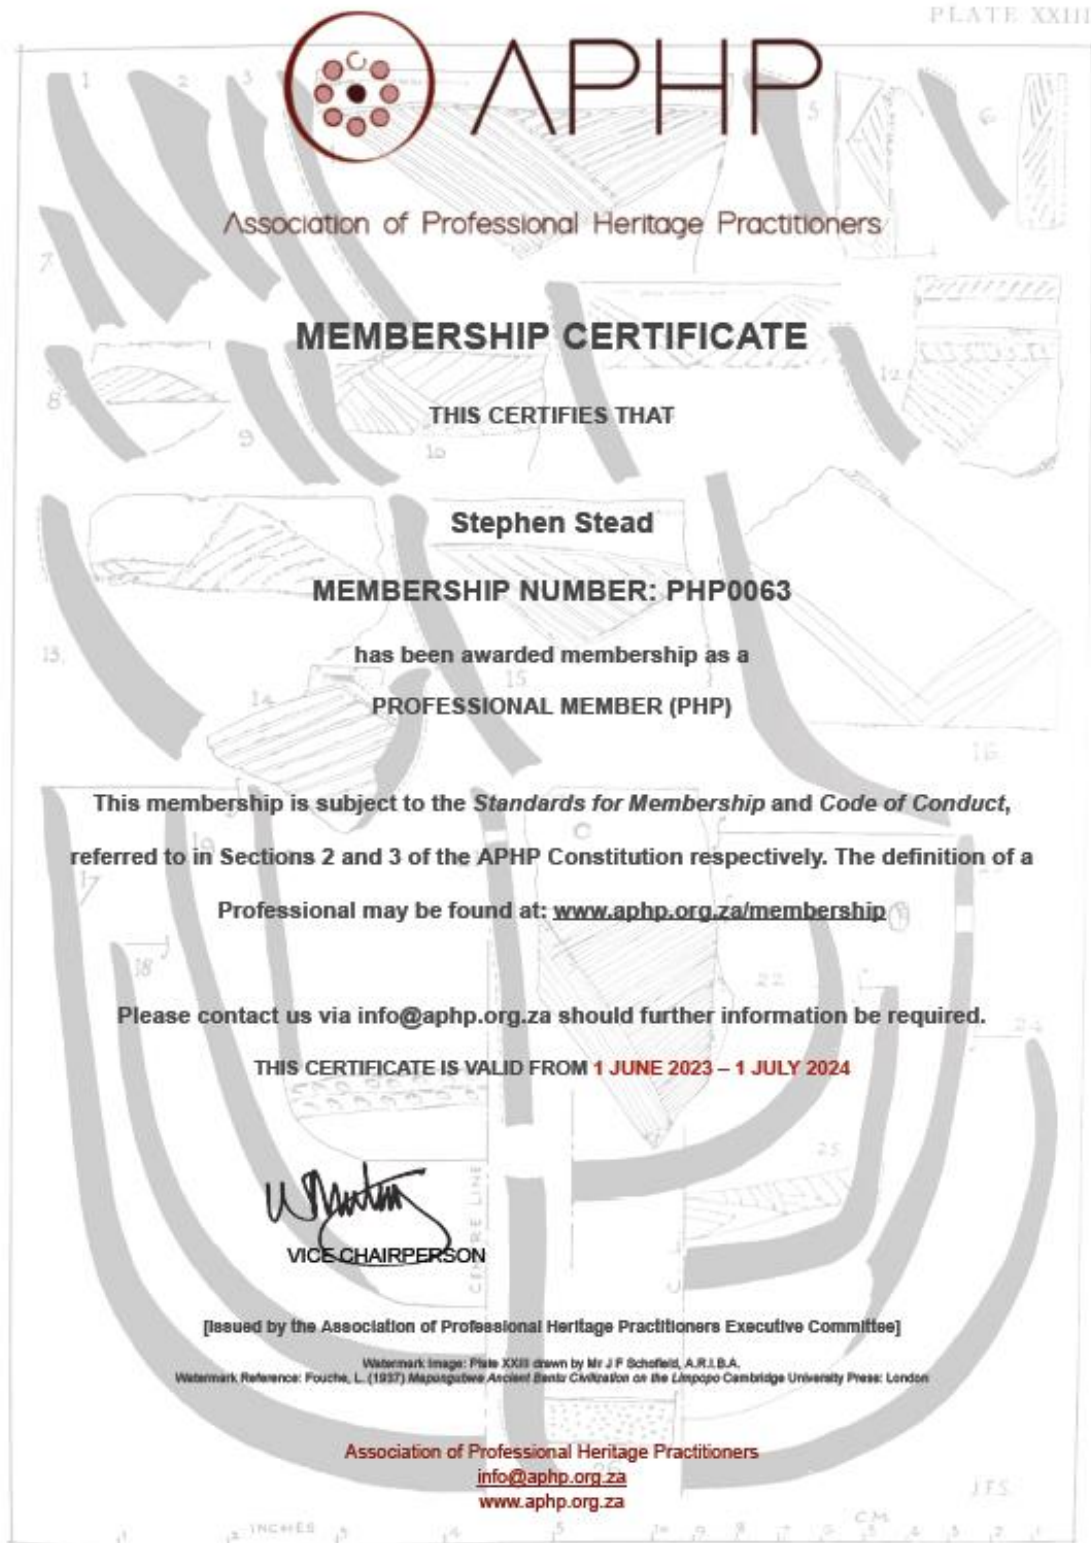 PLATE XXIII
APHP
Association of Professional Heritage Practitioners
MEMBERSHIP CERTIFICATE
THIS CERTIFIES THAT
Stephen Stead
MEMBERSHIP NUMBER: PHP0063
has been awarded membership as a
PROFESSIONAL MEMBER (PHP)
This membership is subject to the Standards for Membership and Code of Conduct,
referred to in Sections 2 and 3 of the APHP Constitution respectively. The definition of a
Professional may be found at: www.aphp.org.za/membership
Please contact us via info@aphp.org.za should further information be required.
THIS CERTIFICATE IS VALID FROM 1 JUNE 2023 – 1 JULY 2024
CENTRE LINE
C L
VICE CHAIRPERSON
[Issued by the Association of Professional Heritage Practitioners Executive Committee]
Watermark Image: Plate XXIII drawn by Mr J F Schofield, A.R.I.B.A.
Watermark Reference: Fouche, L. (1937) Mapungubwe Ancient Bantu Civilization on the Limpopo Cambridge University Press: London
Association of Professional Heritage Practitioners
info@aphp.org.za
www.aphp.org.za
INCHES
C.M.